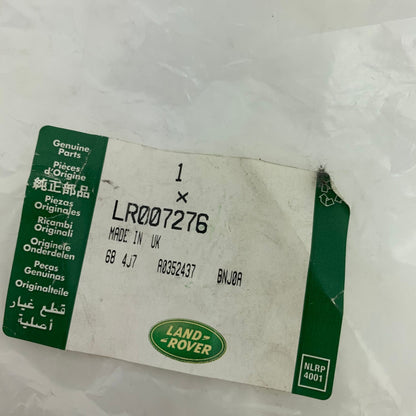 Genuine
Parts
Pièces
d'Origine
純正部品
Piezas
Originales
Ricambi
Originali
Originele
Onderdelen
Peças
Genuínas
Originalteile
قطع غيار
أصلية
1
×
LR007276
MADE IN UK
68 4J7 A0352437 BNJ0A
LAND
ROVER
NLRP
4001